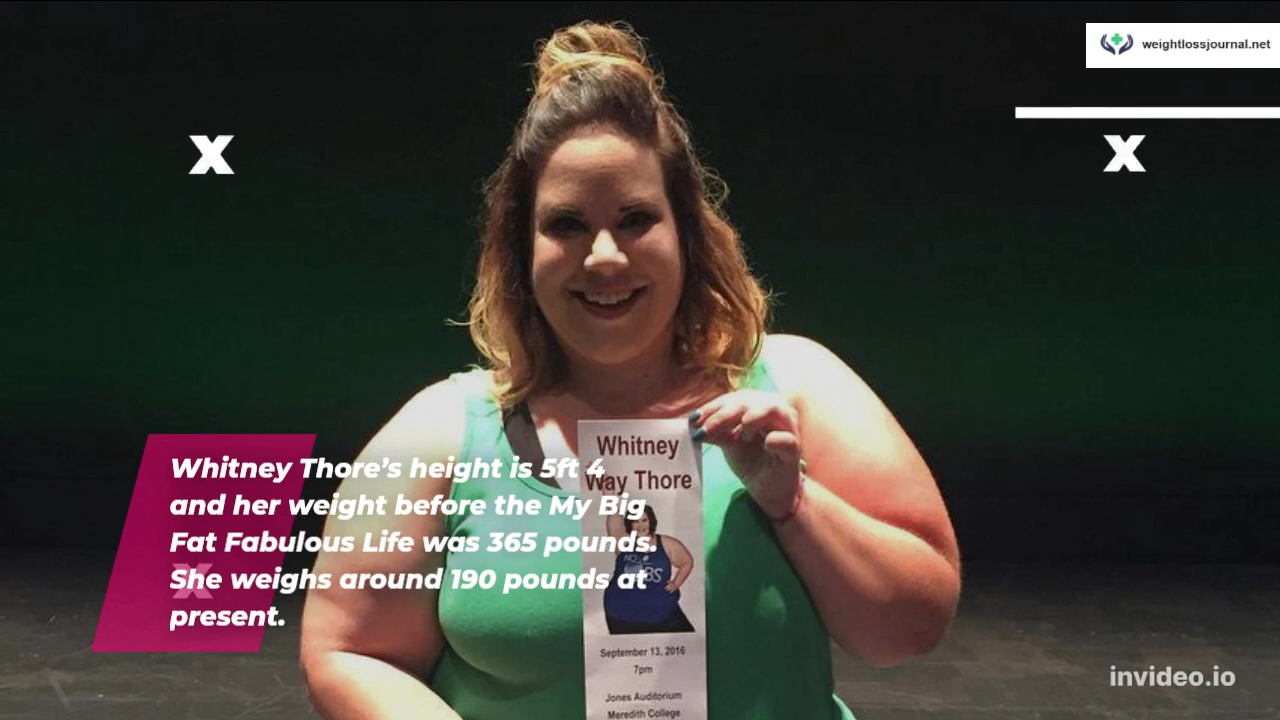 weightlossjournal.net
X
X
Whitney
Way Thore
Whitney Thore’s height is 5ft 4
and her weight before the My Big
Fat Fabulous Life was 365 pounds.
She weighs around 190 pounds at
present.
X
September 13, 2016
7pm
Jones Auditorium
Meredith College
invideo.io